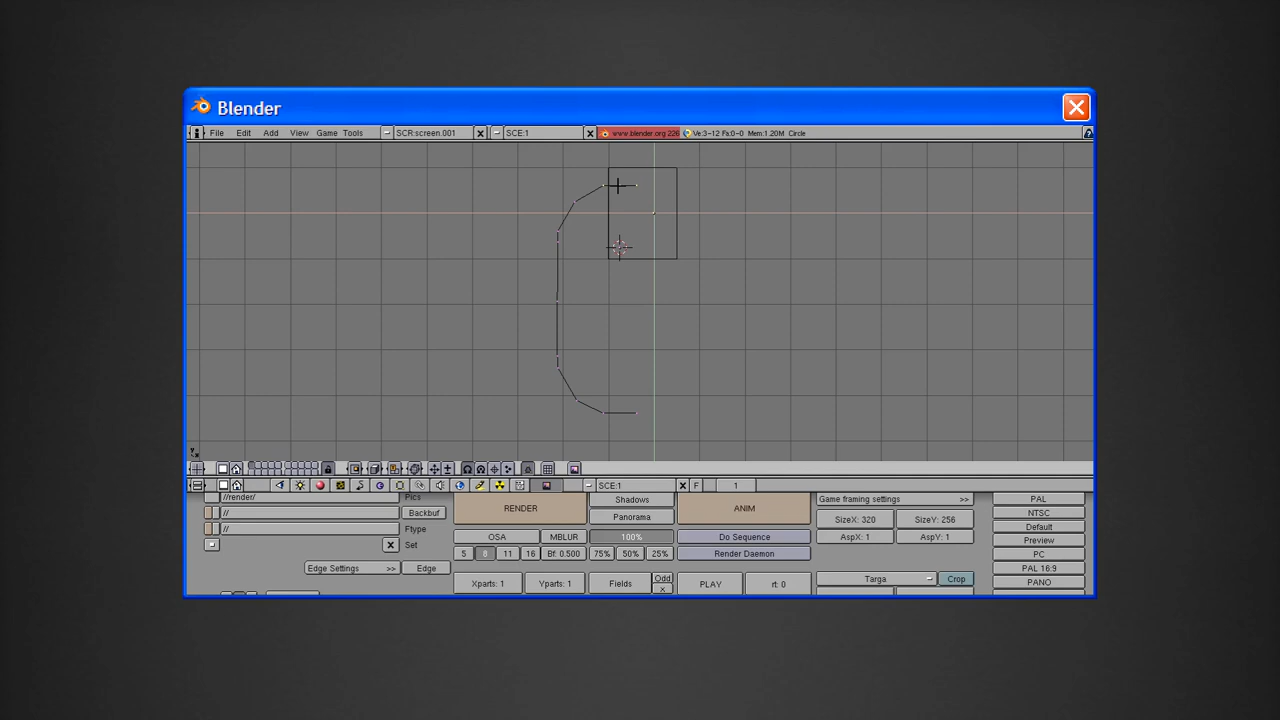 Blender
File Edit Add View Game Tools SCR:screen.001 SCE:1 www.blender.org 226 Ve:3-12 Fa:0-0 Mem:1.20M Circle
SCE:1 F 1
//render/ Pics
// Backbuf
// Ftype
Set
Edge Settings >> Edge
RENDER
OSA MBLUR
5 8 11 16 Bf: 0.500
Xparts: 1 Yparts: 1
Shadows
Panorama
100%
75% 50% 25%
Fields Odd
X
ANIM
Do Sequence
Render Daemon
PLAY rt: 0
Game framing settings >>
SizeX: 320 SizeY: 256
AspX: 1 AspY: 1
Targa Crop
PAL
NTSC
Default
Preview
PC
PAL 16:9
PANO